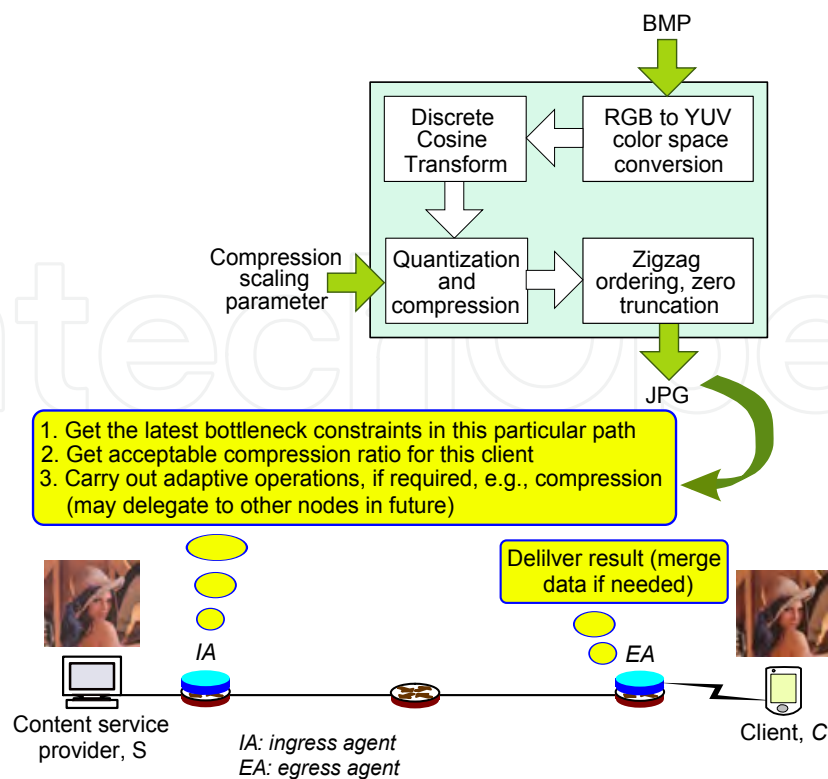 BMP
Discrete
Cosine
Transform
RGB to YUV
color space
conversion
Compression
scaling
parameter
Quantization
and
compression
Zigzag
ordering, zero
truncation
JPG
1. Get the latest bottleneck constraints in this particular path
2. Get acceptable compression ratio for this client
3. Carry out adaptive operations, if required, e.g., compression
(may delegate to other nodes in future)
Delilver result (merge
data if needed)
IA
EA
Content service
provider, S
Client, C
IA: ingress agent
EA: egress agent